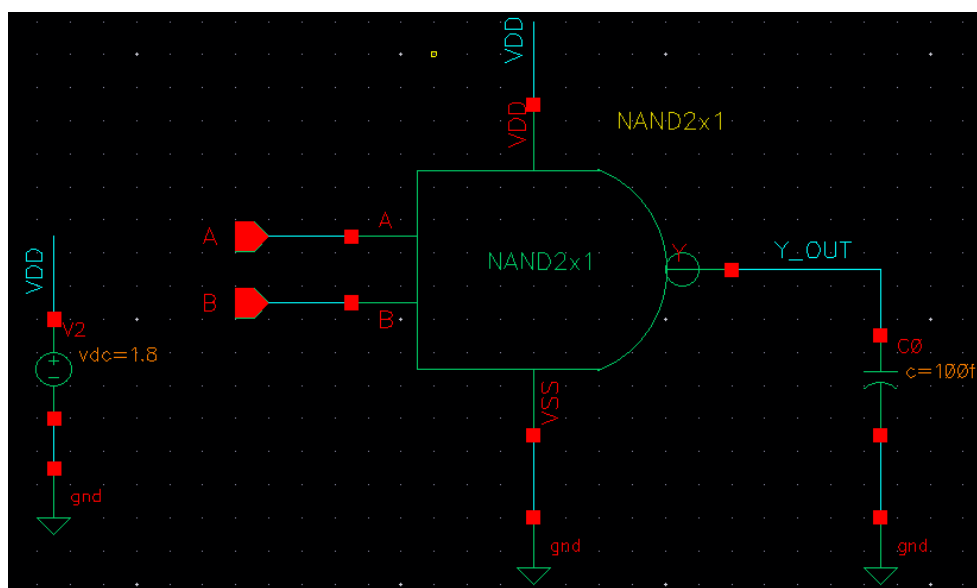 VDD
VDD
NAND2x1
A
A
NAND2x1
Y
Y_OUT
VDD
B
B
V2
vdc=1.8
C0
c=100f
VSS
gnd
gnd
gnd